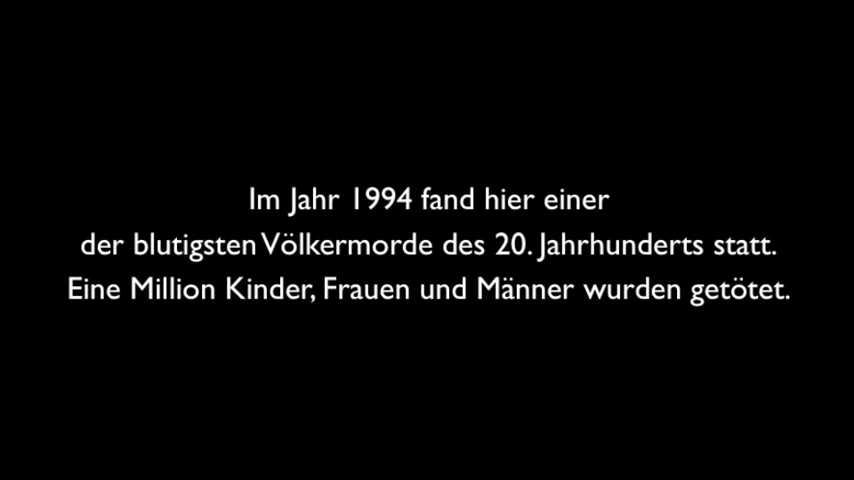 Im Jahr 1994 fand hier einer
der blutigsten Völkermorde des 20. Jahrhunderts statt.
Eine Million Kinder, Frauen und Männer wurden getötet.